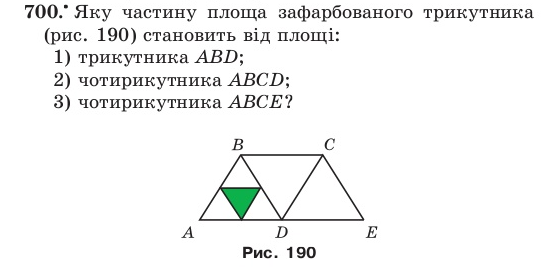 700.• Яку частину площа зафарбованого трикутника
(рис. 190) становить від площі:
1) трикутника ABD;
2) чотирикутника ABCD;
3) чотирикутника ABCE?
B C
A D E
Рис. 190